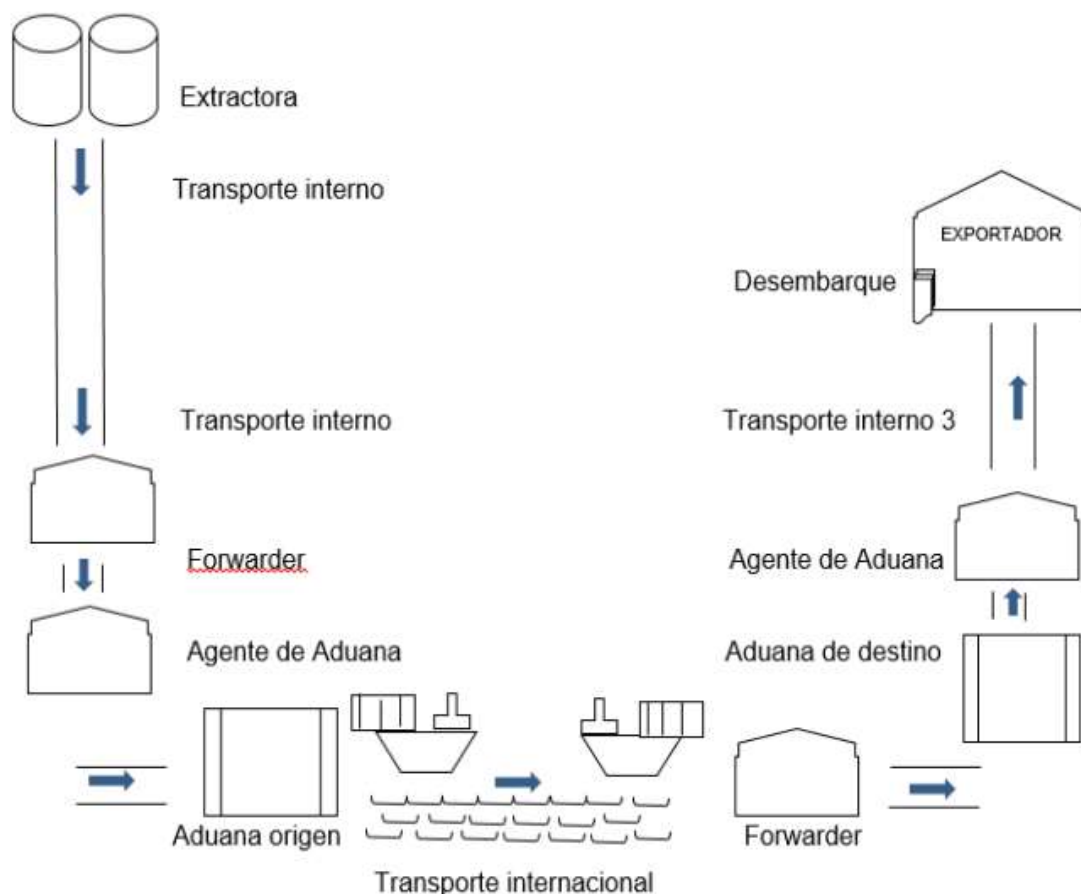 Extractora
Transporte interno
Transporte interno
Forwarder
Agente de Aduana
Aduana origen
Transporte internacional
Forwarder
Aduana de destino
Agente de Aduana
Transporte interno 3
Desembarque
EXPORTADOR